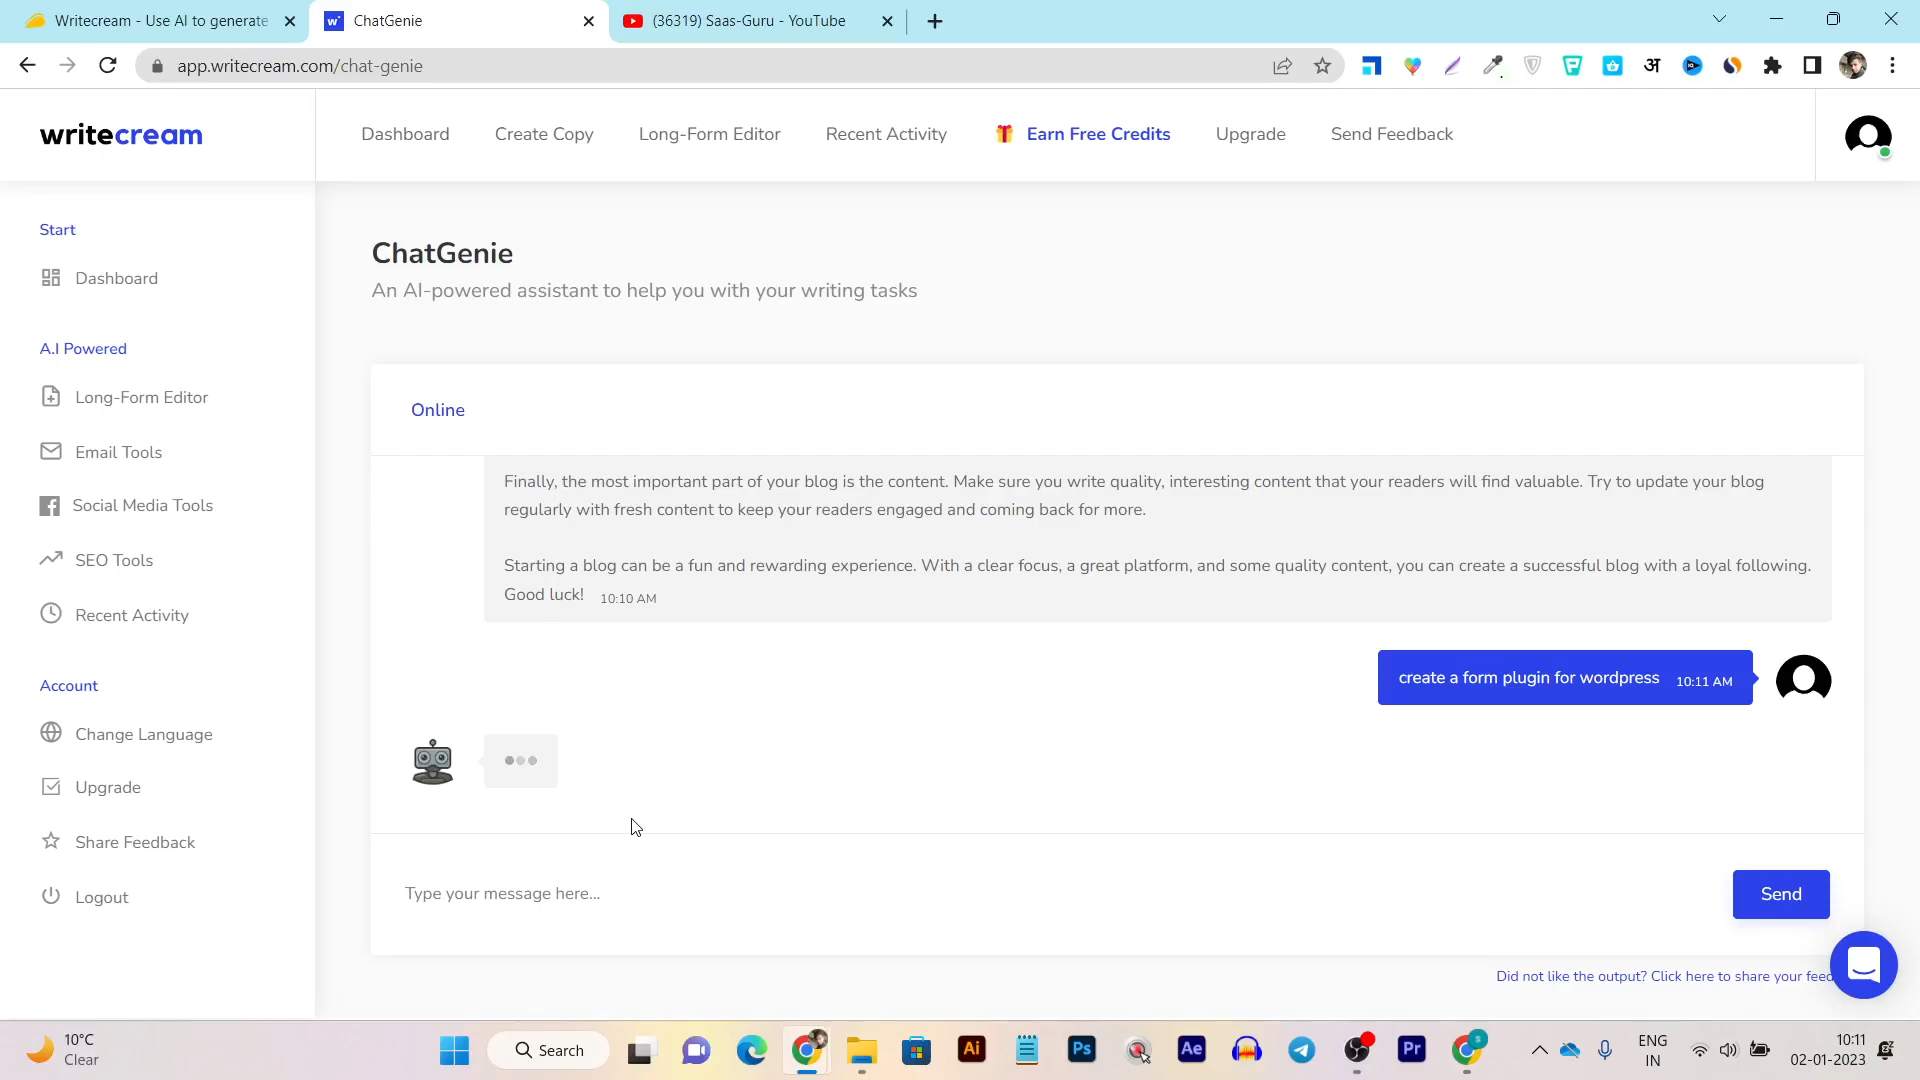 Writecream - Use AI to generate
ChatGenie
(36319) Saas-Guru - YouTube
app.writecream.com/chat-genie
अ
writecream
Dashboard
Create Copy
Long-Form Editor
Recent Activity
Earn Free Credits
Upgrade
Send Feedback
Start
Dashboard
A.I Powered
Long-Form Editor
Email Tools
Social Media Tools
SEO Tools
Recent Activity
Account
Change Language
Upgrade
Share Feedback
Logout
ChatGenie
An AI-powered assistant to help you with your writing tasks
Online
Finally, the most important part of your blog is the content. Make sure you write quality, interesting content that your readers will find valuable. Try to update your blog
regularly with fresh content to keep your readers engaged and coming back for more.
Starting a blog can be a fun and rewarding experience. With a clear focus, a great platform, and some quality content, you can create a successful blog with a loyal following.
Good luck! 10:10 AM
create a form plugin for wordpress 10:11 AM
Type your message here...
Send
Did not like the output? Click here to share your feed
10°C
Clear
Search
Ai
Ps
Ae
Pr
ENG
IN
10:11
02-01-2023